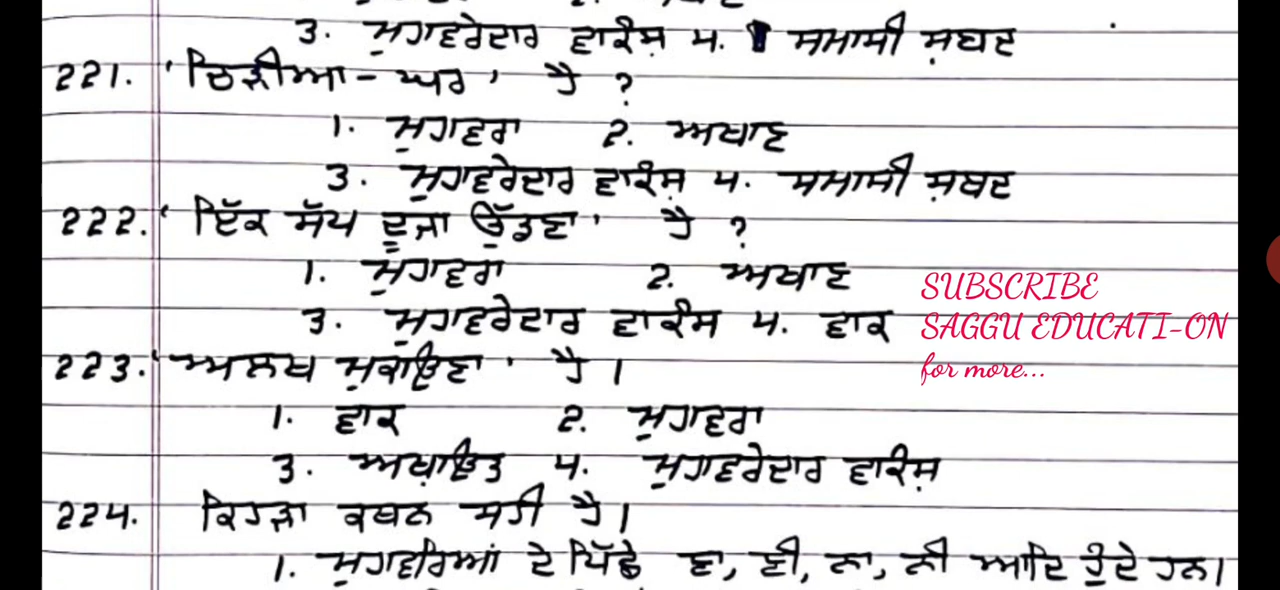 3. ਮੁਹਾਵਰੇਦਾਰ ਵਾਕੰਸ਼ 4. ਸਮਾਸੀ ਸ਼ਬਦ
221. 'ਚਿੜੀਆ-ਘਰ' ਹੈ ?
1. ਮੁਹਾਵਰਾ 2. ਅਖਾਣ
3. ਮੁਹਾਵਰੇਦਾਰ ਵਾਕੰਸ਼ 4. ਸਮਾਸੀ ਸ਼ਬਦ
222. 'ਇੱਕ ਸੱਪ ਦੂਜਾ ਉੱਡਣਾ' ਹੈ ?
1. ਮੁਹਾਵਰਾ 2. ਅਖਾਣ
3. ਮੁਹਾਵਰੇਦਾਰ ਵਾਕੰਸ 4. ਵਾਕ
223. 'ਅਲਖ ਮੁਕਾਉਣਾ' ਹੈ।
1. ਵਾਕ 2. ਮੁਹਾਵਰਾ
3. ਅਖਾਉਤ 4. ਮੁਹਾਵਰੇਦਾਰ ਵਾਕੰਸ਼
224. ਕਿਹੜਾ ਕਥਨ ਸਹੀ ਹੈ।
1. ਮੁਹਾਵਰਿਆਂ ਦੇ ਪਿੱਛੇ ਣਾ, ਣੀ, ਨਾ, ਨੀ ਆਦਿ ਹੁੰਦੇ ਹਨ।
SUBSCRIBE
SAGGU EDUCATI-ON
for more...